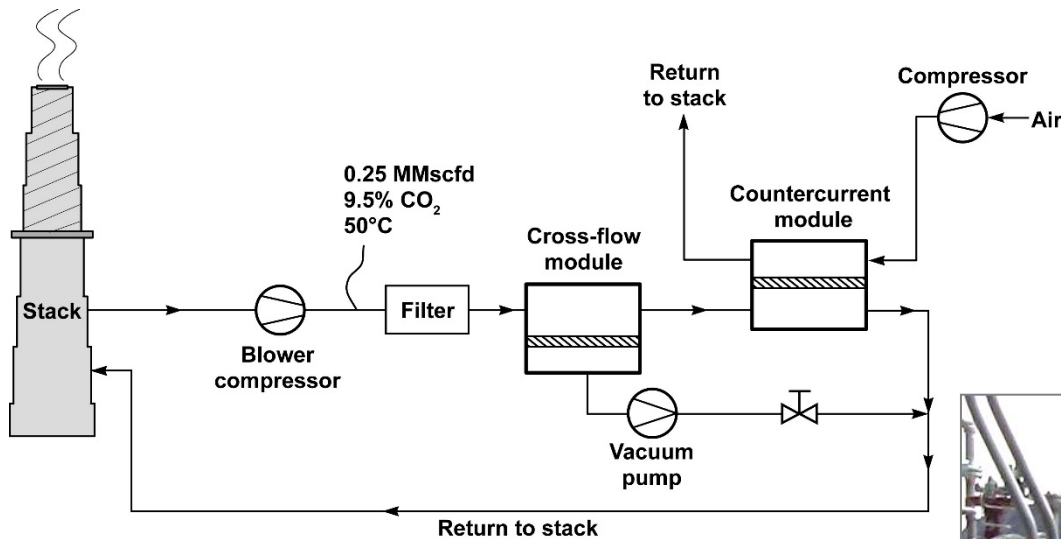 Return
to stack
Compressor
Air
0.25 MMscfd
9.5% CO₂
50°C
Countercurrent
module
Cross-flow
module
Stack
Filter
Blower
compressor
Vacuum
pump
Return to stack